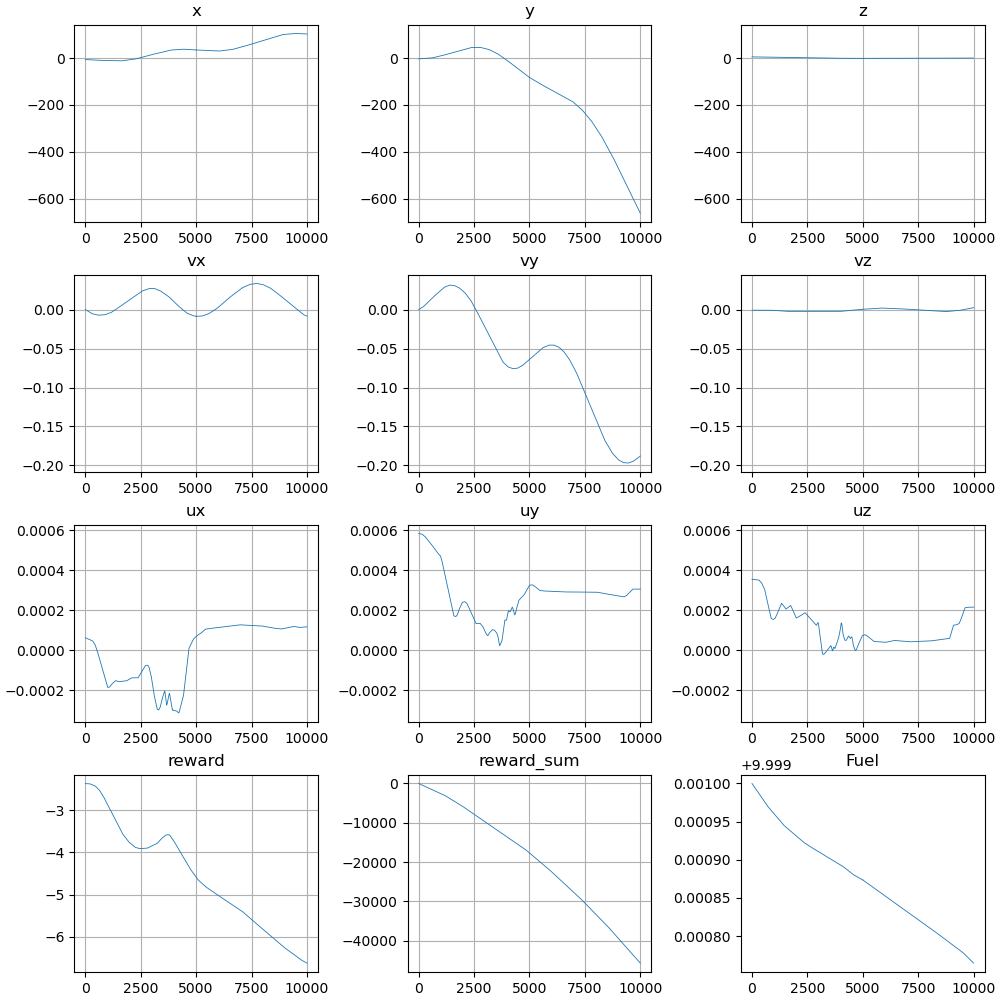 x y z
0 0 0
−200 −200 −200
−400 −400 −400
−600 −600 −600
0 2500 5000 7500 10000 0 2500 5000 7500 10000 0 2500 5000 7500 10000
vx vy vz
0.00 0.00 0.00
−0.05 −0.05 −0.05
−0.10 −0.10 −0.10
−0.15 −0.15 −0.15
−0.20 −0.20 −0.20
0 2500 5000 7500 10000 0 2500 5000 7500 10000 0 2500 5000 7500 10000
ux uy uz
0.0006 0.0006 0.0006
0.0004 0.0004 0.0004
0.0002 0.0002 0.0002
0.0000 0.0000 0.0000
−0.0002 −0.0002 −0.0002
0 2500 5000 7500 10000 0 2500 5000 7500 10000 0 2500 5000 7500 10000
reward reward_sum +9.999 Fuel
−3 0 0.00100
−4 −10000 0.00095
−5 −20000 0.00090
−6 −30000 0.00085
−40000 0.00080
0 2500 5000 7500 10000 0 2500 5000 7500 10000 0 2500 5000 7500 10000